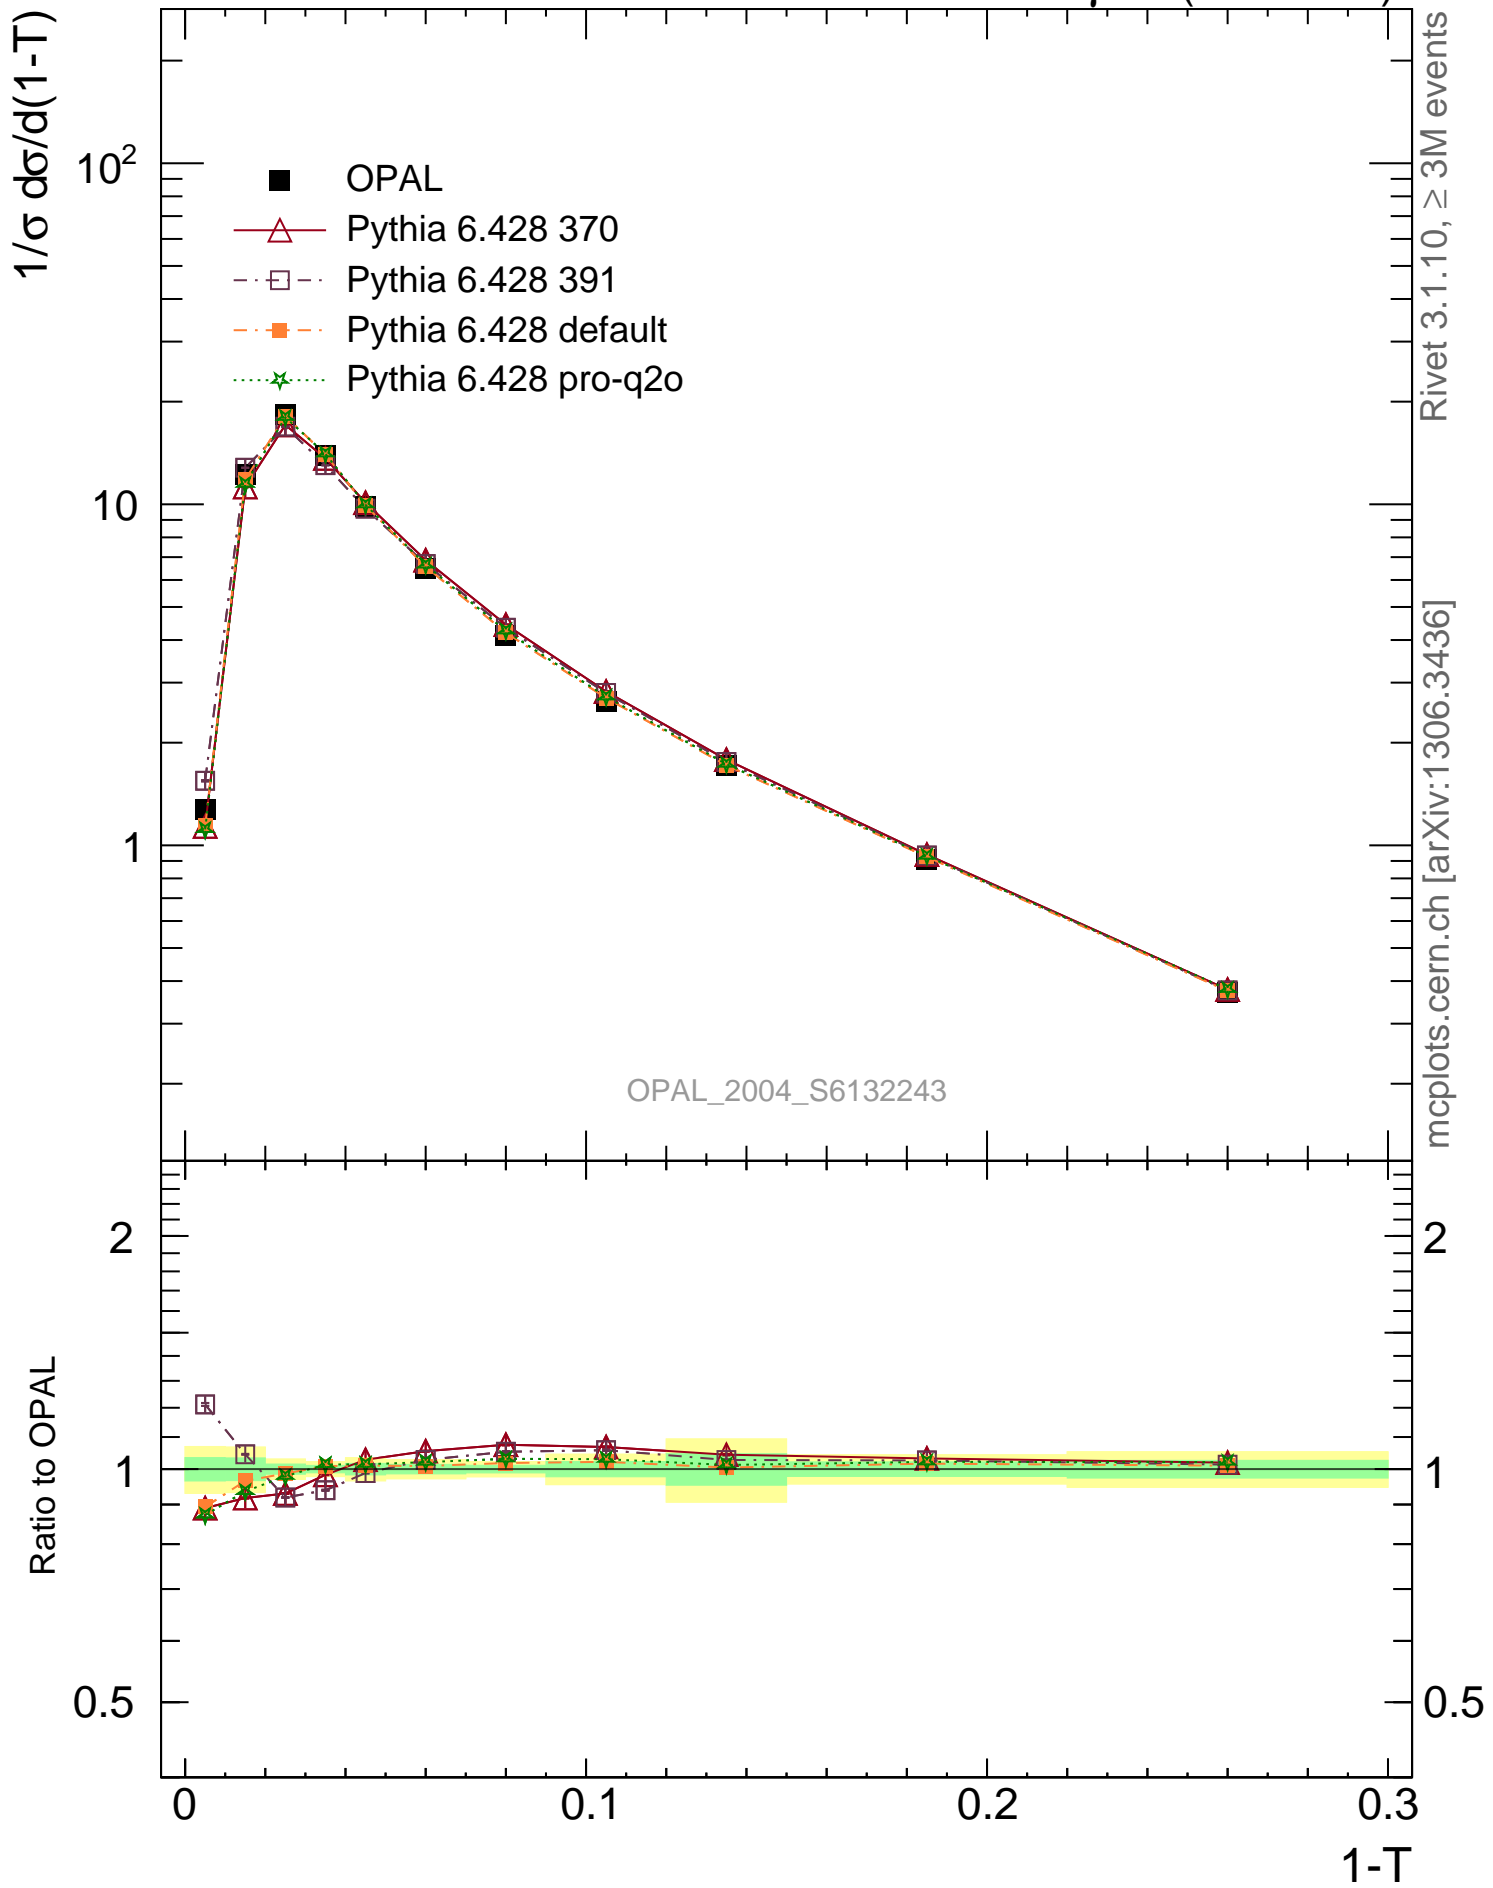 1/σ dσ/d(1-T)
10²
10
1
OPAL
Pythia 6.428 370
Pythia 6.428 391
Pythia 6.428 default
Pythia 6.428 pro-q2o
OPAL_2004_S6132243
Rivet 3.1.10, ≥ 3M events
mcplots.cern.ch [arXiv:1306.3436]
Ratio to OPAL
2
1
0.5
2
1
0.5
0
0.1
0.2
0.3
1-T